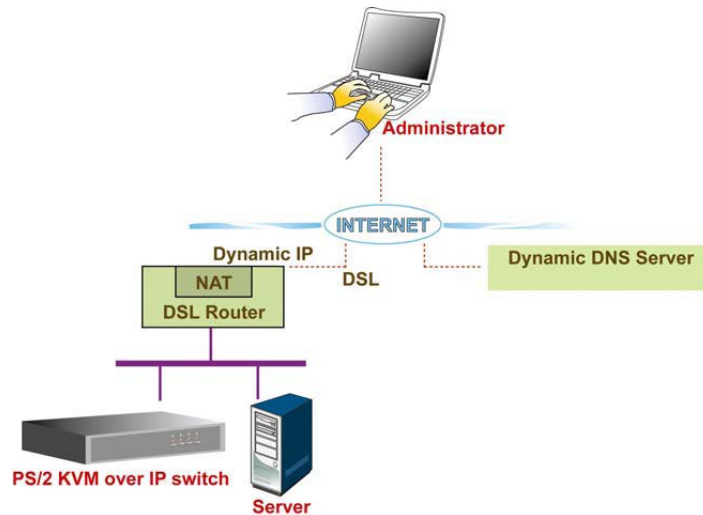 Administrator
INTERNET
Dynamic IP
DSL
Dynamic DNS Server
NAT
DSL Router
PS/2 KVM over IP switch
Server